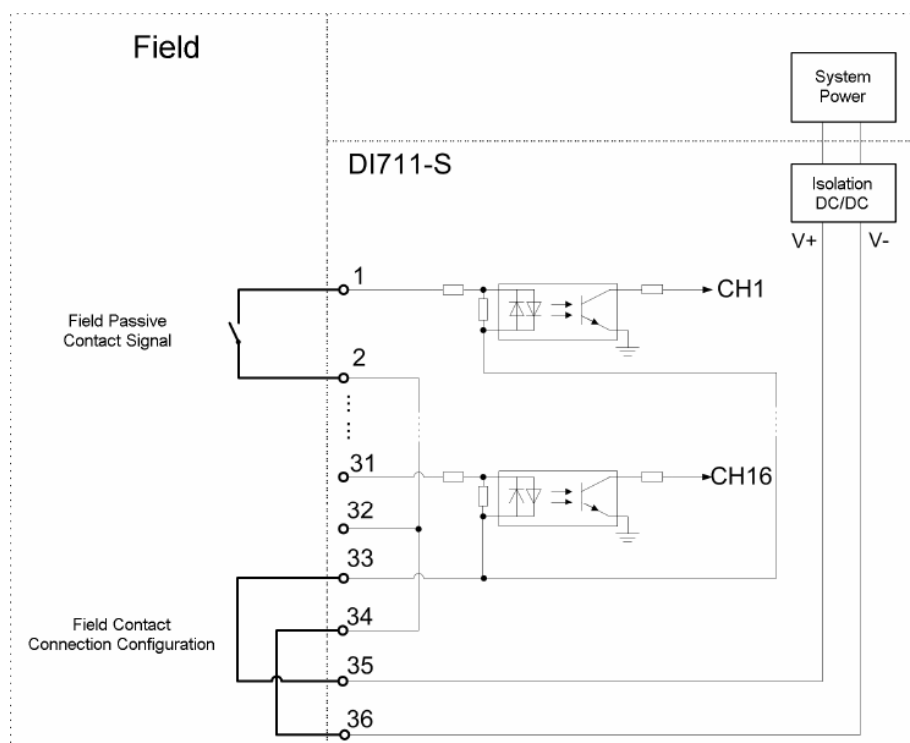 Field
System
Power
DI711-S
Isolation
DC/DC
V+
V-
1
CH1
Field Passive
Contact Signal
2
31
CH16
32
33
34
Field Contact
Connection Configuration
35
36